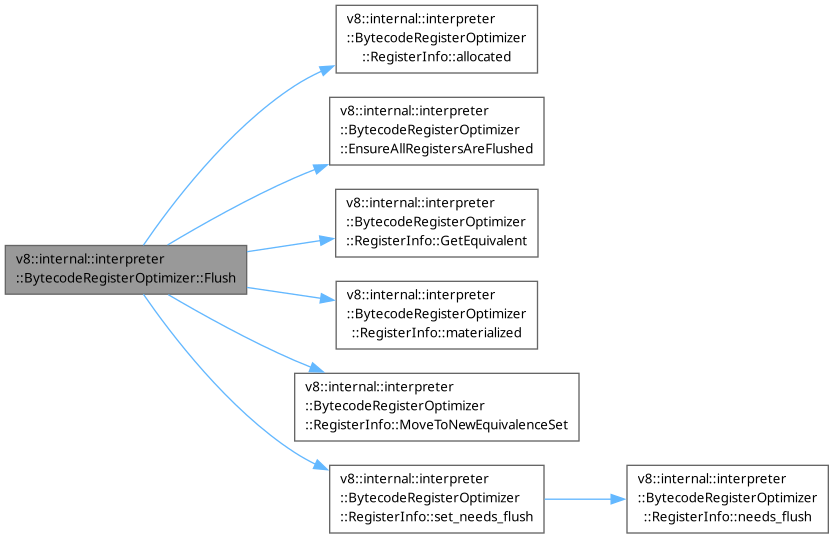 v8::internal::interpreter
::BytecodeRegisterOptimizer
::RegisterInfo::allocated
v8::internal::interpreter
::BytecodeRegisterOptimizer
::EnsureAllRegistersAreFlushed
v8::internal::interpreter
::BytecodeRegisterOptimizer
::RegisterInfo::GetEquivalent
v8::internal::interpreter
::BytecodeRegisterOptimizer::Flush
v8::internal::interpreter
::BytecodeRegisterOptimizer
::RegisterInfo::materialized
v8::internal::interpreter
::BytecodeRegisterOptimizer
::RegisterInfo::MoveToNewEquivalenceSet
v8::internal::interpreter
::BytecodeRegisterOptimizer
::RegisterInfo::set_needs_flush
v8::internal::interpreter
::BytecodeRegisterOptimizer
::RegisterInfo::needs_flush